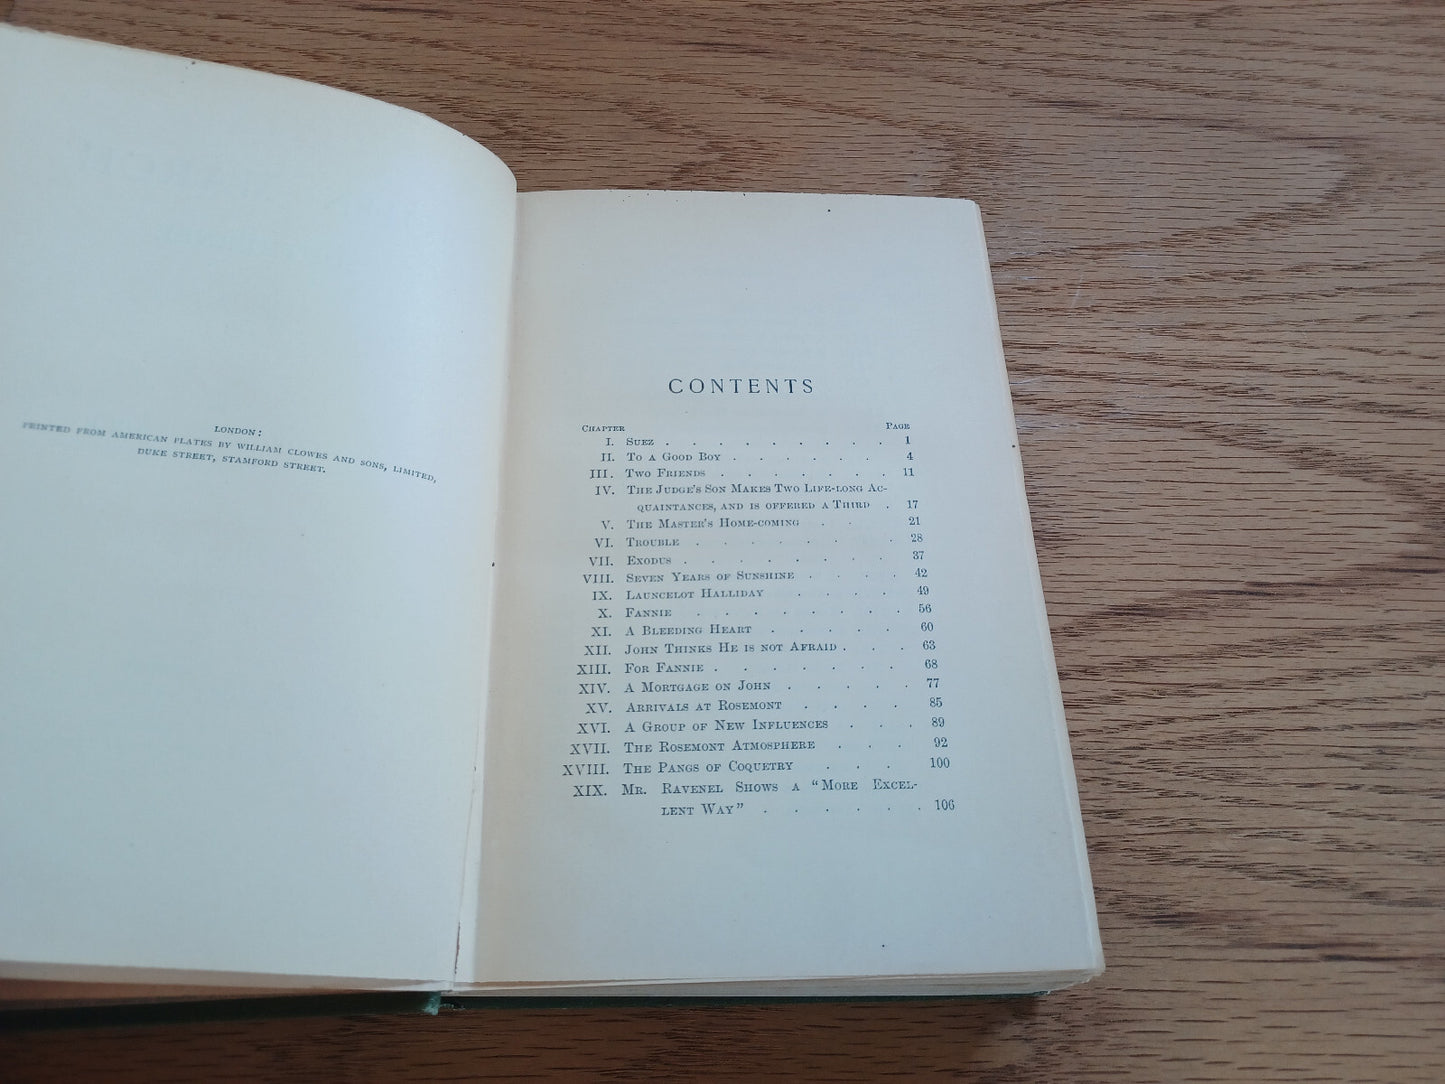 LONDON:
PRINTED FROM AMERICAN PLATES BY WILLIAM CLOWES AND SONS, LIMITED,
DUKE STREET, STAMFORD STREET.
CONTENTS
CHAPTER PAGE
I. SUEZ . . . . . . . . . . 1
II. TO A GOOD BOY . . . . . . . 4
III. TWO FRIENDS . . . . . . . 11
IV. THE JUDGE'S SON MAKES TWO LIFE-LONG AC-
QUAINTANCES, AND IS OFFERED A THIRD . 17
V. THE MASTER'S HOME-COMING . . 21
VI. TROUBLE . . . . . . . 28
VII. EXODUS . . . . . . . . 37
VIII. SEVEN YEARS OF SUNSHINE . . . . 42
IX. LAUNCELOT HALLIDAY . . . . 49
X. FANNIE . . . . . . . . 56
XI. A BLEEDING HEART . . . . . 60
XII. JOHN THINKS HE IS NOT AFRAID . . . 63
XIII. FOR FANNIE . . . . . . . 68
XIV. A MORTGAGE ON JOHN . . . . . 77
XV. ARRIVALS AT ROSEMONT . . . . 85
XVI. A GROUP OF NEW INFLUENCES . . . 89
XVII. THE ROSEMONT ATMOSPHERE . . . 92
XVIII. THE PANGS OF COQUETRY . . . . 100
XIX. MR. RAVENEL SHOWS A "MORE EXCEL-
LENT WAY" . . . . . . 106